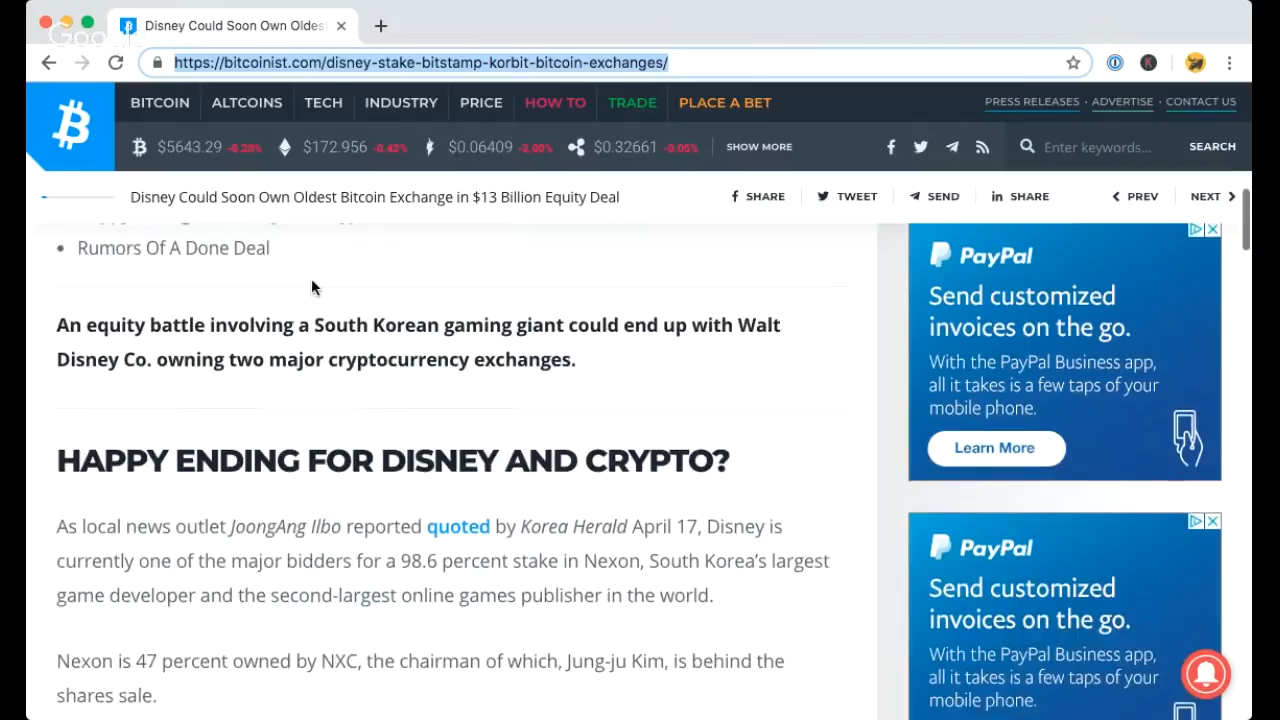 Disney Could Soon Own Oldest
https://bitcoinist.com/disney-stake-bitstamp-korbit-bitcoin-exchanges/
BITCOIN ALTCOINS TECH INDUSTRY PRICE HOW TO TRADE PLACE A BET
PRESS RELEASES · ADVERTISE · CONTACT US
$5643.29 -0.20% $172.956 -0.42% $0.06409 -2.00% $0.32661 -0.05% SHOW MORE
Enter keywords... SEARCH
Disney Could Soon Own Oldest Bitcoin Exchange in $13 Billion Equity Deal
SHARE TWEET SEND SHARE PREV NEXT
Rumors Of A Done Deal
An equity battle involving a South Korean gaming giant could end up with Walt
Disney Co. owning two major cryptocurrency exchanges.
HAPPY ENDING FOR DISNEY AND CRYPTO?
As local news outlet JoongAng Ilbo reported quoted by Korea Herald April 17, Disney is
currently one of the major bidders for a 98.6 percent stake in Nexon, South Korea's largest
game developer and the second-largest online games publisher in the world.
Nexon is 47 percent owned by NXC, the chairman of which, Jung-ju Kim, is behind the
shares sale.
PayPal
Send customized
invoices on the go.
With the PayPal Business app,
all it takes is a few taps of your
mobile phone.
Learn More
PayPal
Send customized
invoices on the go.
With the PayPal Business app,
all it takes is a few taps of your
mobile phone.